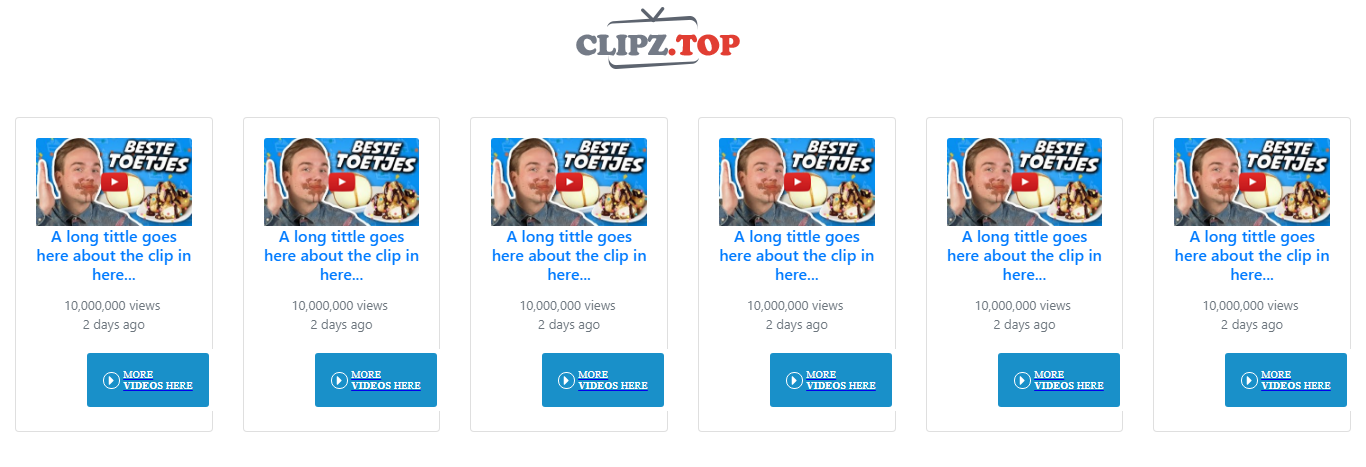 CLIPZ.TOP
BESTE
TOETJES
A long tittle goes
here about the clip in
here...
10,000,000 views
2 days ago
MORE
VIDEOS HERE
BESTE
TOETJES
A long tittle goes
here about the clip in
here...
10,000,000 views
2 days ago
MORE
VIDEOS HERE
BESTE
TOETJES
A long tittle goes
here about the clip in
here...
10,000,000 views
2 days ago
MORE
VIDEOS HERE
BESTE
TOETJES
A long tittle goes
here about the clip in
here...
10,000,000 views
2 days ago
MORE
VIDEOS HERE
BESTE
TOETJES
A long tittle goes
here about the clip in
here...
10,000,000 views
2 days ago
MORE
VIDEOS HERE
BESTE
TOETJES
A long tittle goes
here about the clip in
here...
10,000,000 views
2 days ago
MORE
VIDEOS HERE